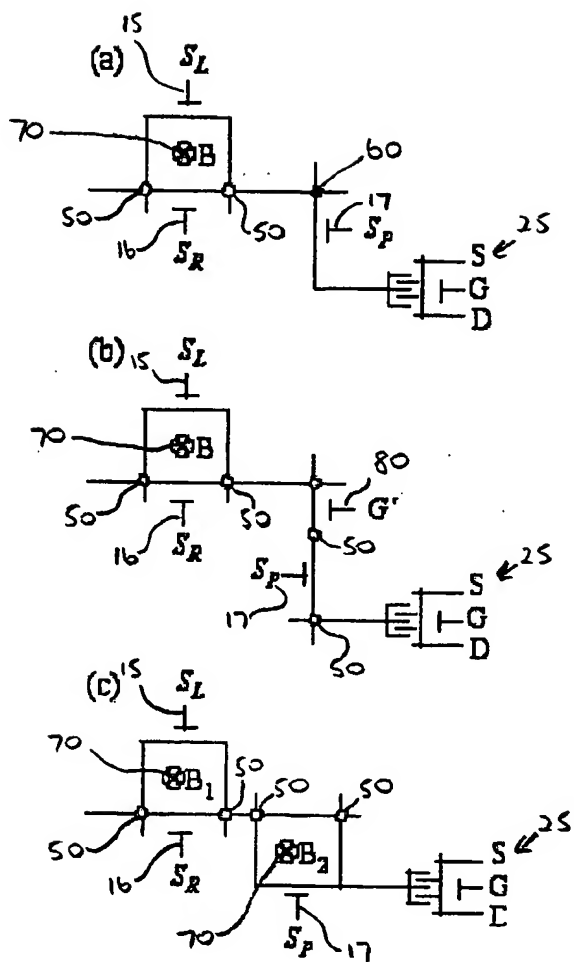 15
(a) S_L
70 B 60
50 50 17
16 S_R S_P 25
S
G
D
(b) 15 S_L
70 B 80
50 50 G'
16 S_R 50
S_P 25
17 S
50 G
D
(c) 15 S_L
70 B_1 50 50 50
50 25
16 S_R B_2 S
G
70 D
S_P 17